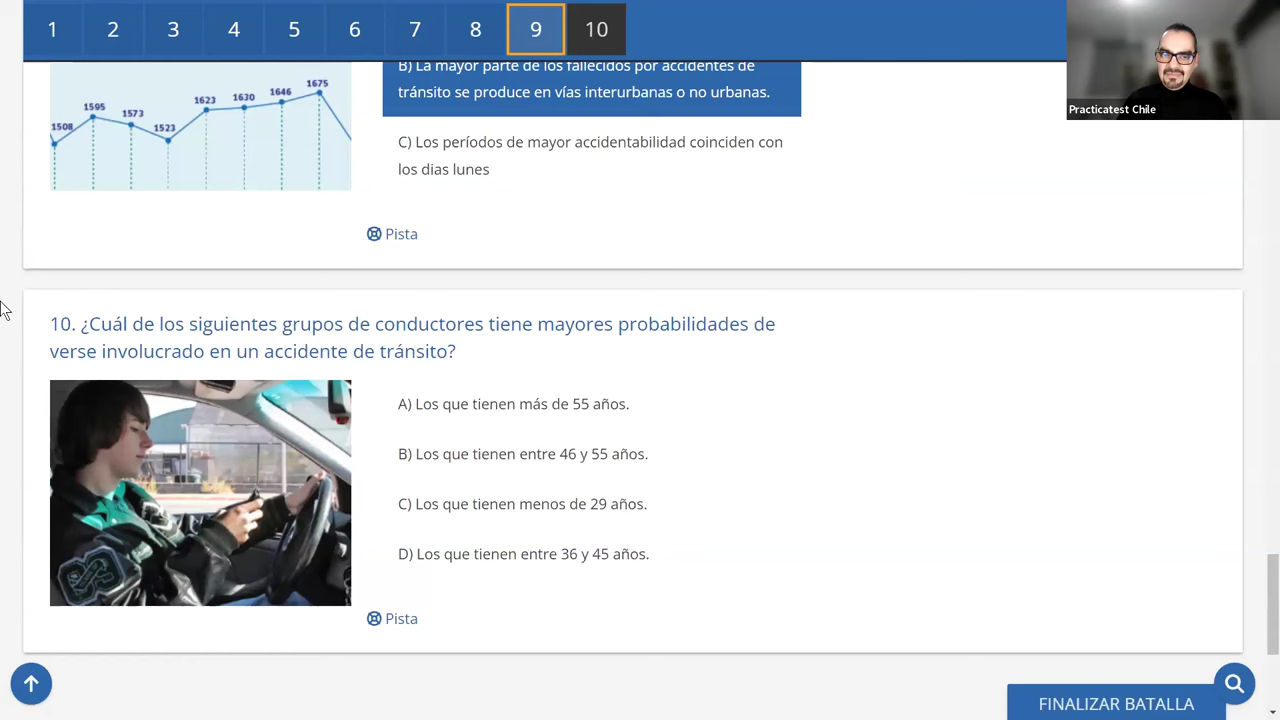 1 2 3 4 5 6 7 8 9 10
Practicatest Chile
1508 1595 1573 1523 1623 1630 1646 1675
B) La mayor parte de los fallecidos por accidentes de
tránsito se produce en vías interurbanas o no urbanas.
C) Los períodos de mayor accidentabilidad coinciden con
los dias lunes
Pista
10. ¿Cuál de los siguientes grupos de conductores tiene mayores probabilidades de
verse involucrado en un accidente de tránsito?
A) Los que tienen más de 55 años.
B) Los que tienen entre 46 y 55 años.
C) Los que tienen menos de 29 años.
D) Los que tienen entre 36 y 45 años.
Pista
FINALIZAR BATALLA